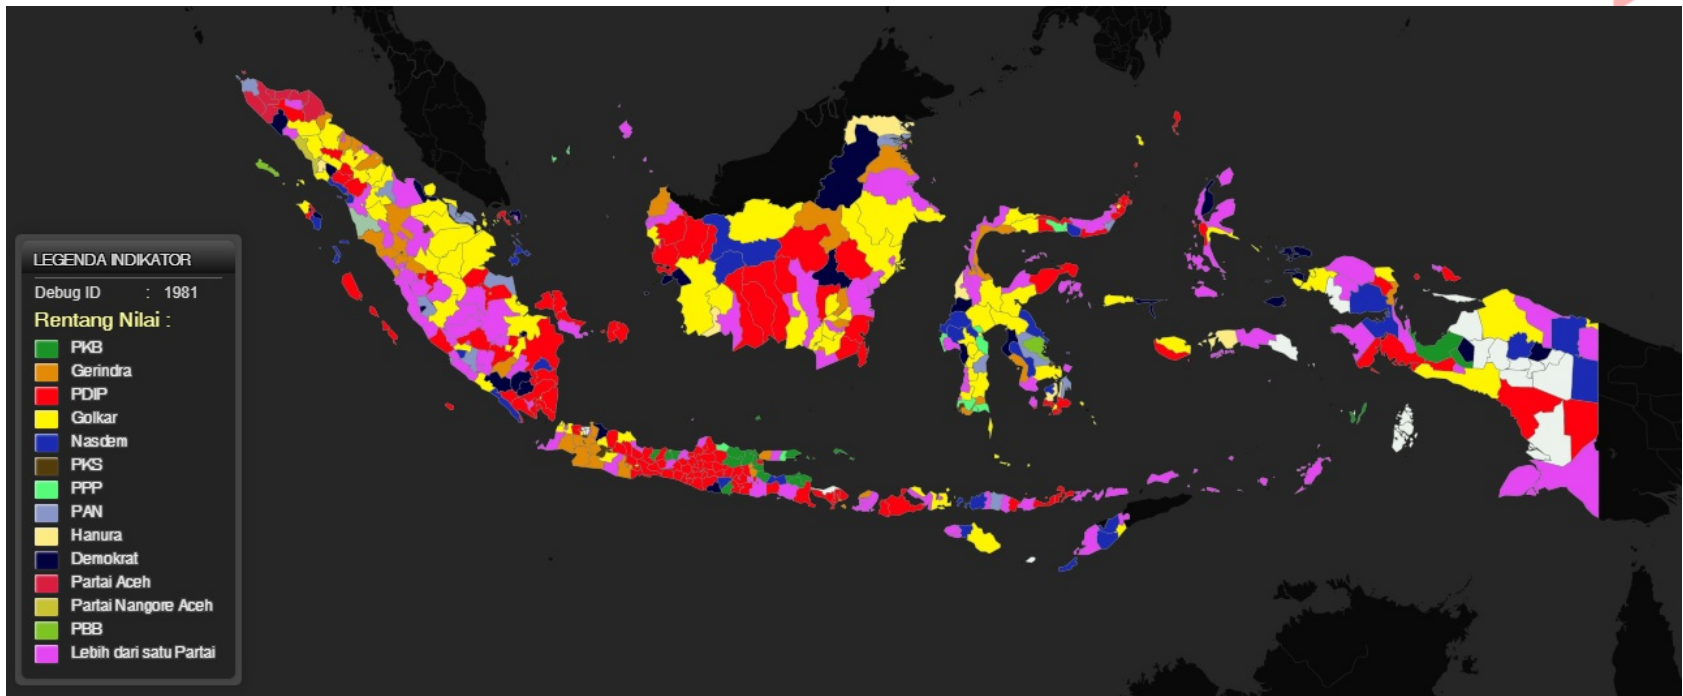 LEGENDA INDIKATOR
Debug ID : 1981
Rentang Nilai :
PKB
Gerindra
PDIP
Golkar
Nasdem
PKS
PPP
PAN
Hanura
Demokrat
Partai Aceh
Partai Nangore Aceh
PBB
Lebih dari satu Partai